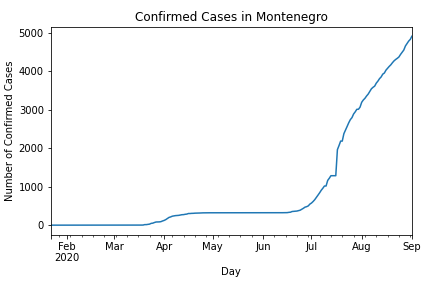 Confirmed Cases in Montenegro
Number of Confirmed Cases
5000
4000
3000
2000
1000
0
Feb Mar Apr May Jun Jul Aug Sep
2020
Day